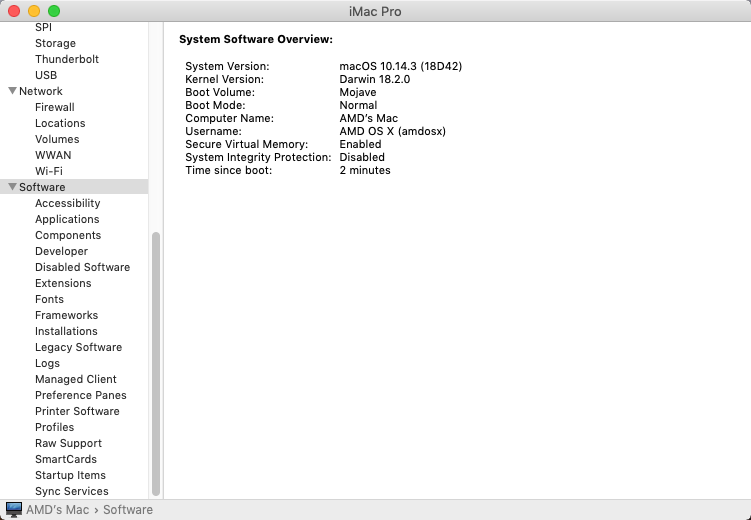 iMac Pro
SPI
Storage
Thunderbolt
USB
Network
Firewall
Locations
Volumes
WWAN
Wi-Fi
Software
Accessibility
Applications
Components
Developer
Disabled Software
Extensions
Fonts
Frameworks
Installations
Legacy Software
Logs
Managed Client
Preference Panes
Printer Software
Profiles
Raw Support
SmartCards
Startup Items
Sync Services
System Software Overview:
System Version: macOS 10.14.3 (18D42)
Kernel Version: Darwin 18.2.0
Boot Volume: Mojave
Boot Mode: Normal
Computer Name: AMD's Mac
Username: AMD OS X (amdosx)
Secure Virtual Memory: Enabled
System Integrity Protection: Disabled
Time since boot: 2 minutes
AMD's Mac › Software